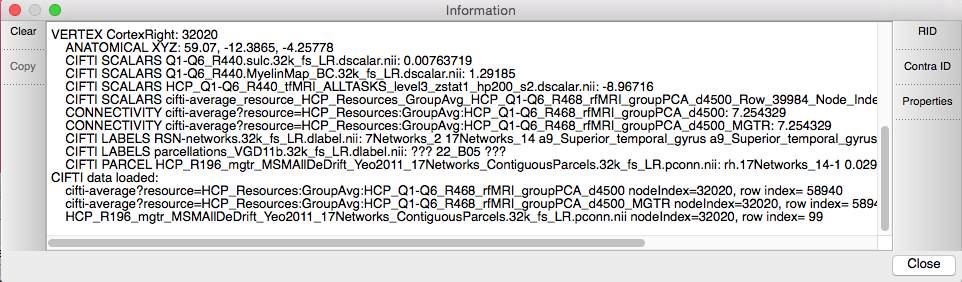 Information
Clear
Copy
VERTEX CortexRight: 32020
ANATOMICAL XYZ: 59.07, -12.3865, -4.25778
CIFTI SCALARS Q1-Q6_R440.sulc.32k_fs_LR.dscalar.nii: 0.00763719
CIFTI SCALARS Q1-Q6_R440.MyelinMap_BC.32k_fs_LR.dscalar.nii: 1.29185
CIFTI SCALARS HCP_Q1-Q6_R440_tfMRI_ALLTASKS_level3_zstat1_hp200_s2.dscalar.nii: -8.96716
CIFTI SCALARS cifti-average_resource_HCP_Resources_GroupAvg_HCP_Q1-Q6_R468_rfMRI_groupPCA_d4500_Row_39984_Node_Inde
CONNECTIVITY cifti-average?resource=HCP_Resources:GroupAvg:HCP_Q1-Q6_R468_rfMRI_groupPCA_d4500: 7.254329
CONNECTIVITY cifti-average?resource=HCP_Resources:GroupAvg:HCP_Q1-Q6_R468_rfMRI_groupPCA_d4500_MGTR: 7.254329
CIFTI LABELS RSN-networks.32k_fs_LR.dlabel.nii: 7Networks_2 17Networks_14 a9_Superior_temporal_gyrus a9_Superior_temporal_gyrus
CIFTI LABELS parcellations_VGD11b.32k_fs_LR.dlabel.nii: ??? 22_B05 ???
CIFTI PARCEL HCP_R196_mgtr_MSMAllDeDrift_Yeo2011_17Networks_ContiguousParcels.32k_fs_LR.pconn.nii: rh.17Networks_14-1 0.029
CIFTI data loaded:
cifti-average?resource=HCP_Resources:GroupAvg:HCP_Q1-Q6_R468_rfMRI_groupPCA_d4500 nodeIndex=32020, row index= 58940
cifti-average?resource=HCP_Resources:GroupAvg:HCP_Q1-Q6_R468_rfMRI_groupPCA_d4500_MGTR nodeIndex=32020, row index= 5894
HCP_R196_mgtr_MSMAllDeDrift_Yeo2011_17Networks_ContiguousParcels.32k_fs_LR.pconn.nii nodeIndex=32020, row index= 99
RID
Contra ID
Properties
Close